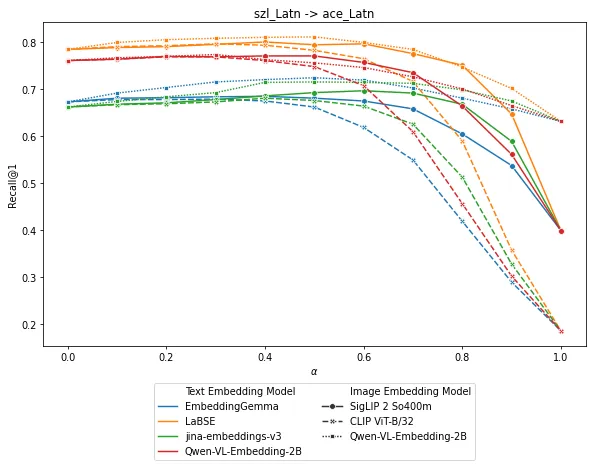 szl_Latn -> ace_Latn
Recall@1
0.8
0.7
0.6
0.5
0.4
0.3
0.2
0.0 0.2 0.4 0.6 0.8 1.0
α
Text Embedding Model Image Embedding Model
EmbeddingGemma SigLIP 2 So400m
LaBSE CLIP ViT-B/32
jina-embeddings-v3 Qwen-VL-Embedding-2B
Qwen-VL-Embedding-2B